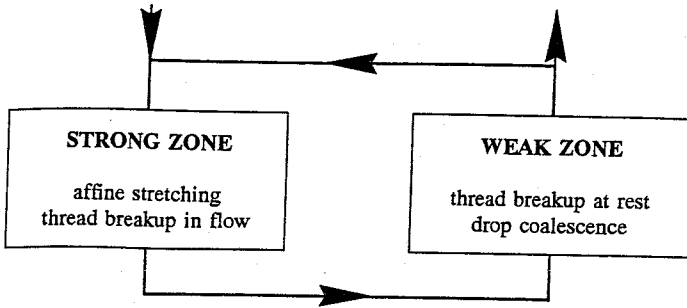 STRONG ZONE
affine stretching
thread breakup in flow
WEAK ZONE
thread breakup at rest
drop coalescence